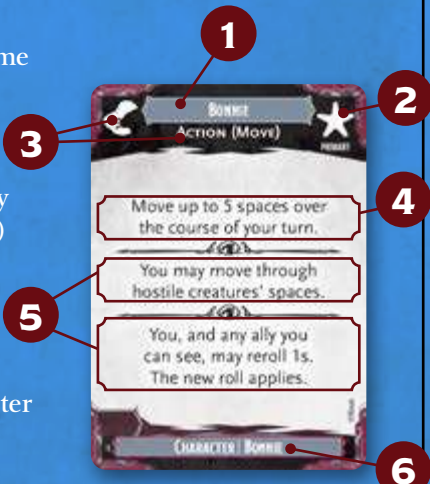 1
me
Bonnie
2
Action (Move)
3
PRIMARY
y
Move up to 5 spaces over
the course of your turn.
4
)
You may move through
hostile creatures' spaces.
5
You, and any ally you
can see, may reroll 1s.
The new roll applies.
ter
Character: Bonnie
6